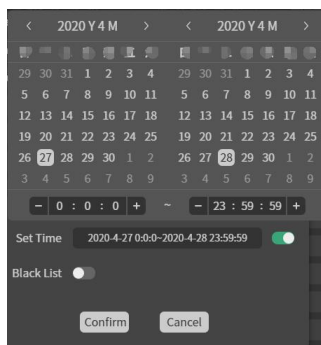 < 2020 Y 4 M > < 2020 Y 4 M >
29 30 31 1 2 3 4 29 30 31 1 2 3 4
5 6 7 8 9 10 11 5 6 7 8 9 10 11
12 13 14 15 16 17 18 12 13 14 15 16 17 18
19 20 21 22 23 24 25 19 20 21 22 23 24 25
26 27 28 29 30 1 2 26 27 28 29 30 1 2
3 4 5 6 7 8 9 3 4 5 6 7 8 9
− 0 : 0 : 0 + ~ − 23 : 59 : 59 +
Set Time 2020-4-27 0:0:0~2020-4-28 23:59:59
Black List
Confirm Cancel